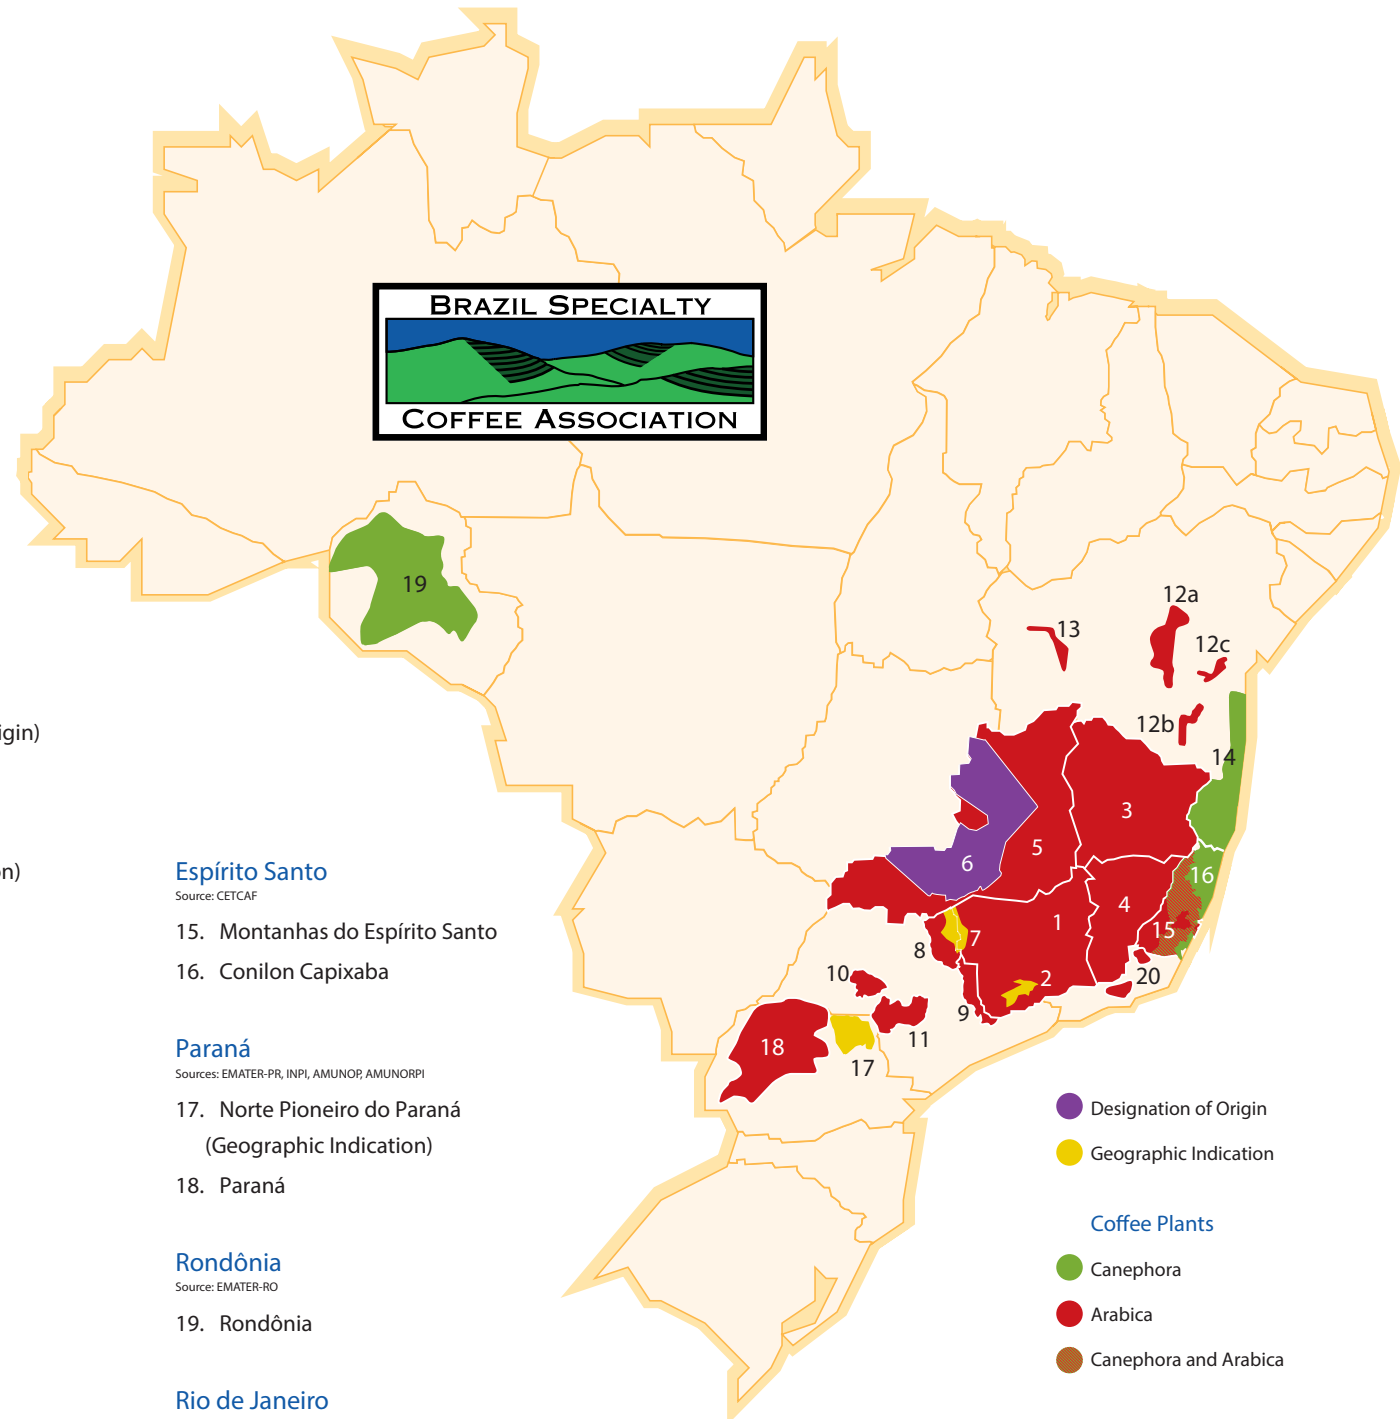 BRAZIL SPECIALTY
COFFEE ASSOCIATION
19
12a
13
12c
12b
14
3
5
6
16
4
1
15
7
8
20
10
2
9
11
18
17
igin)
n)
Espírito Santo
Source: CETCAF
15. Montanhas do Espírito Santo
16. Conilon Capixaba
Paraná
Sources: EMATER-PR, INPI, AMUNOP, AMUNORPI
17. Norte Pioneiro do Paraná
(Geographic Indication)
18. Paraná
Rondônia
Source: EMATER-RO
19. Rondônia
Rio de Janeiro
Designation of Origin
Geographic Indication
Coffee Plants
Canephora
Arabica
Canephora and Arabica